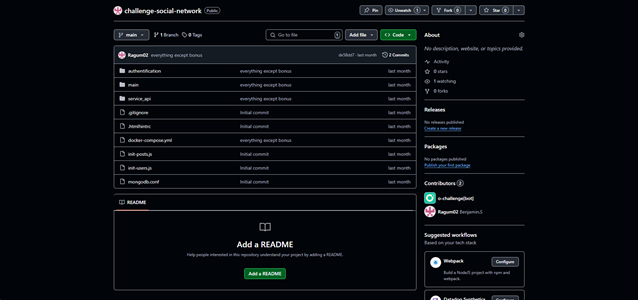 challenge-social-network Public
Pin Unwatch 1 Fork 0 Star 0
main 1 Branch 0 Tags Go to file t Add file Code
Ragum02 everything except bonus last month 2 Commits
authentification everything except bonus last month
main everything except bonus last month
service_api everything except bonus last month
.gitignore Initial commit last month
.htmlhintrc Initial commit last month
docker-compose.yml everything except bonus last month
init-posts.js Initial commit last month
init-users.js Initial commit last month
mongodb.conf Initial commit last month
README
Add a README
Help people interested in this repository understand your project by adding a README.
Add a README
About
No description, website, or topics provided.
Activity
0 stars
1 watching
0 forks
Releases
No releases published
Create a new release
Packages
No packages published
Publish your first package
Contributors 2
o-challenge[bot]
Ragum02 Benjamin.S
Suggested workflows
Based on your tech stack
Webpack Configure
Build a NodeJS project with npm and
webpack.
Datadog Synthetics Configure